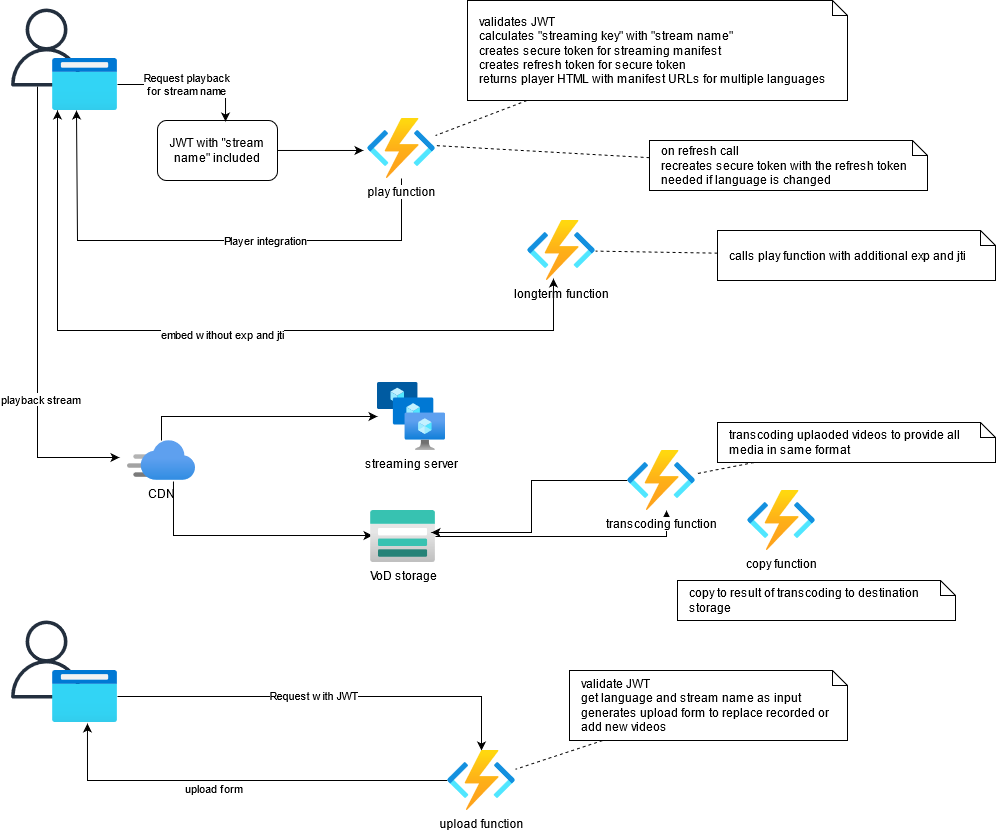 validates JWT
calculates "streaming key" with "stream name"
creates secure token for streaming manifest
creates refresh token for secure token
returns player HTML with manifest URLs for multiple languages
Request playback
for stream name
JWT with "stream
name" included
play function
on refresh call
recreates secure token with the refresh token
needed if language is changed
Player integration
calls play function with additional exp and jti
longterm function
embed without exp and jti
playback stream
streaming server
CDN
transcoding uplaoded videos to provide all
media in same format
transcoding function
VoD storage
copy function
copy to result of transcoding to destination
storage
Request with JWT
validate JWT
get language and stream name as input
generates upload form to replace recorded or
add new videos
upload form
upload function